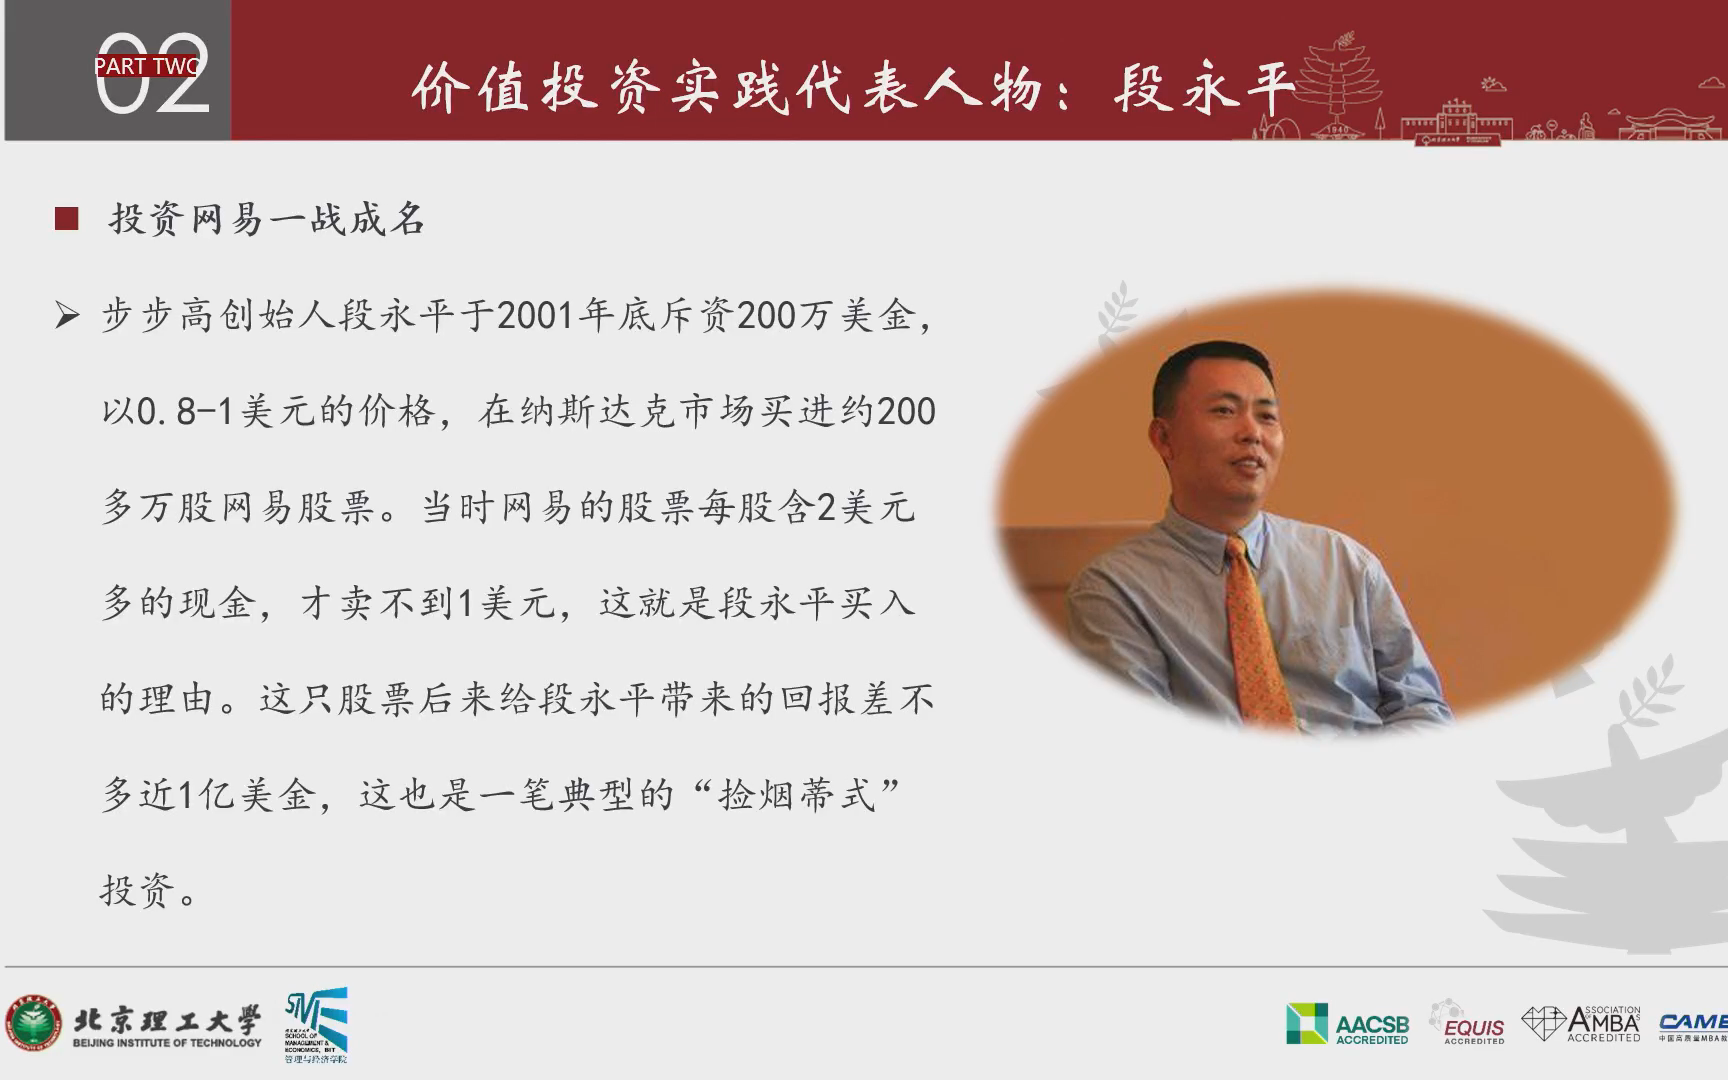 02
PART TWO
价值投资实践代表人物：段永平
1940
投资网易一战成名
步步高创始人段永平于2001年底斥资200万美金，
以0.8-1美元的价格，在纳斯达克市场买进约200
多万股网易股票。当时网易的股票每股含2美元
多的现金，才卖不到1美元，这就是段永平买入
的理由。这只股票后来给段永平带来的回报差不
多近1亿美金，这也是一笔典型的“捡烟蒂式”
投资。
北京理工大学
BEIJING INSTITUTE OF TECHNOLOGY
SME
SCHOOL OF
MANAGEMENT &
ECONOMICS, BIT
管理与经济学院
AACSB
ACCREDITED
EQUIS
ACCREDITED
ASSOCIATION
AMBA'S
ACCREDITED
CAME
中国高质量MBA教